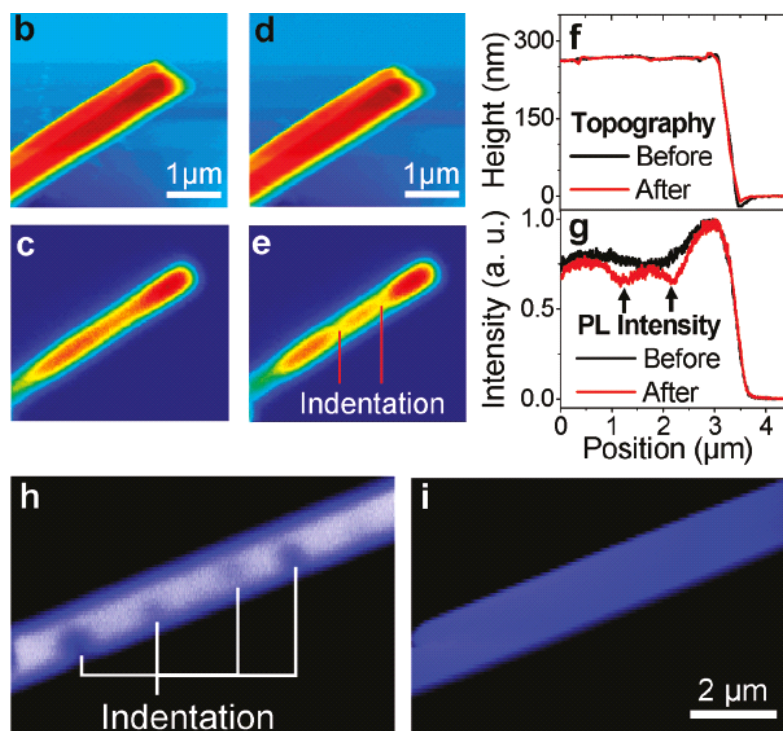 b
1μm
d
1μm
c
e
Indentation
f
Height (nm)
300
150
0
Topography
Before
After
g
Intensity (a. u.)
1.0
0.5
0.0
PL Intensity
Before
After
0 1 2 3 4
Position (μm)
h
Indentation
i
2 μm